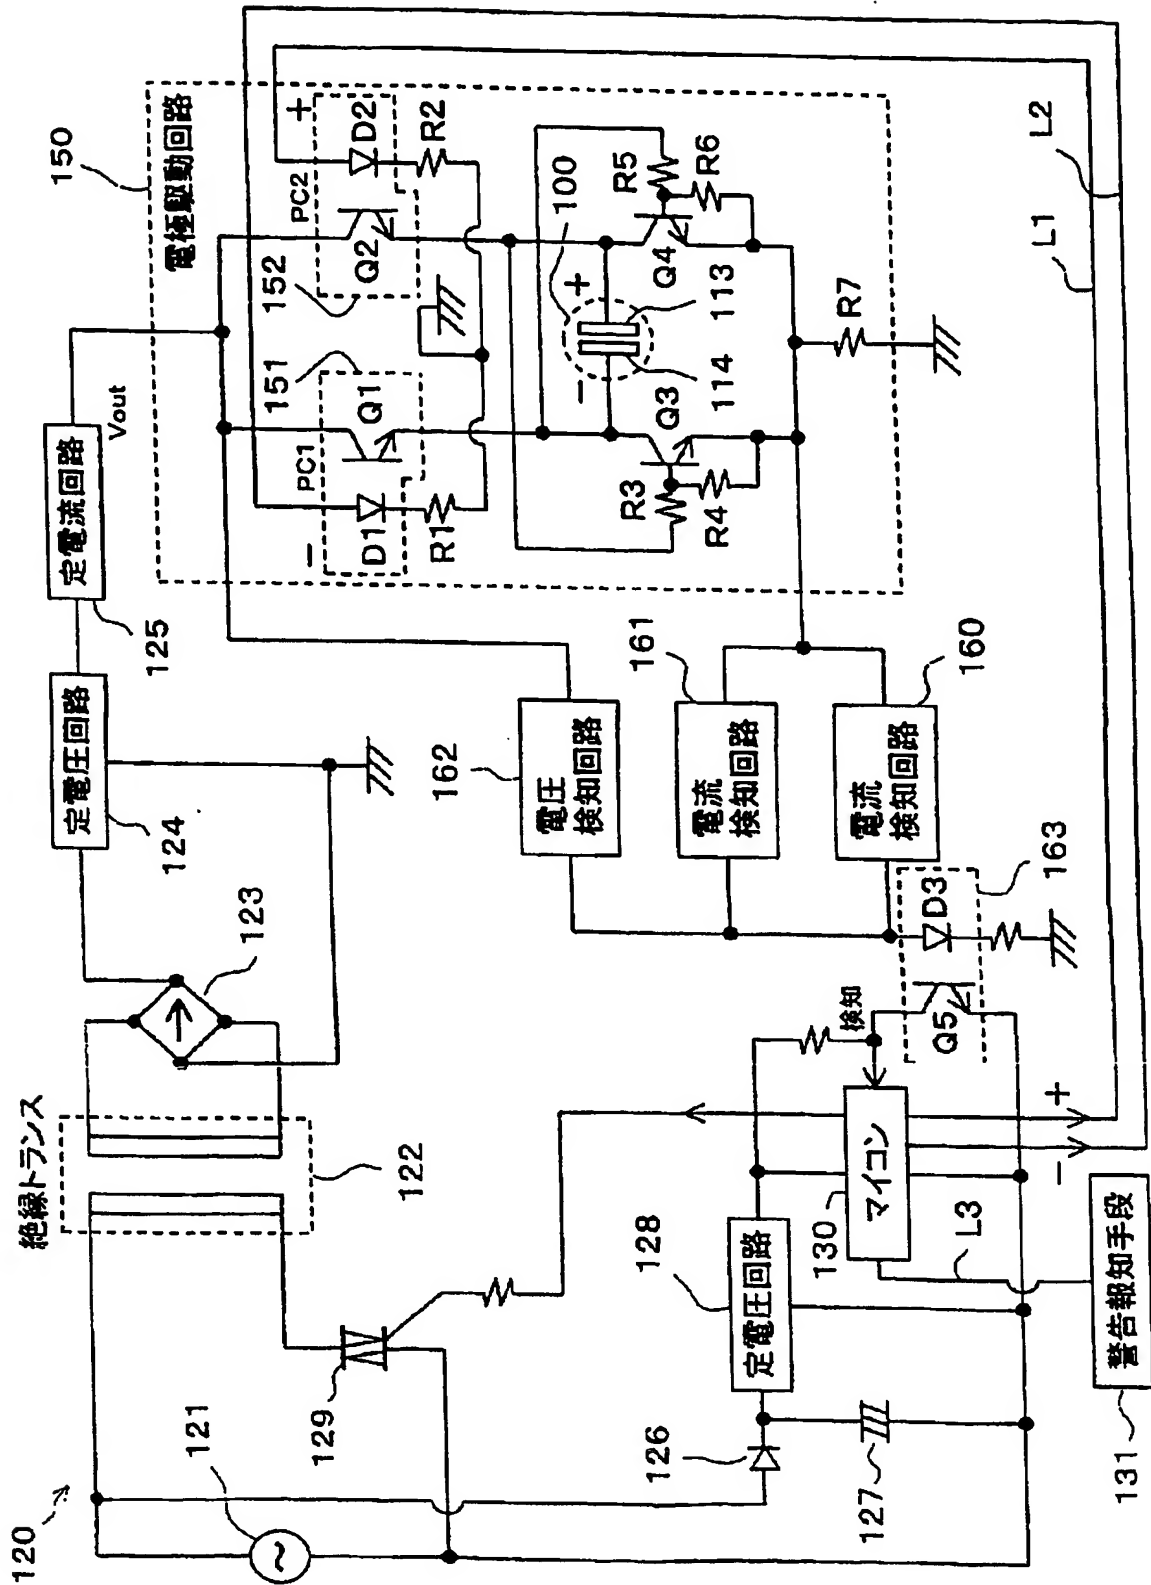 120
121
絶縁トランス
122
123
定電圧回路
124
定電流回路
125
Vout
150
電極駆動回路
129
162
電圧
検知回路
151
152
PC1
PC2
−
D1
Q1
R1
+
D2
Q2
R2
161
電流
検知回路
160
電流
検知回路
R3
R4
Q3
−
+
100
114
113
Q4
R5
R6
R7
126
127
128
定電圧回路
130
マイコン
検知
163
Q5
D3
+
−
L3
131
警告報知手段
L1
L2